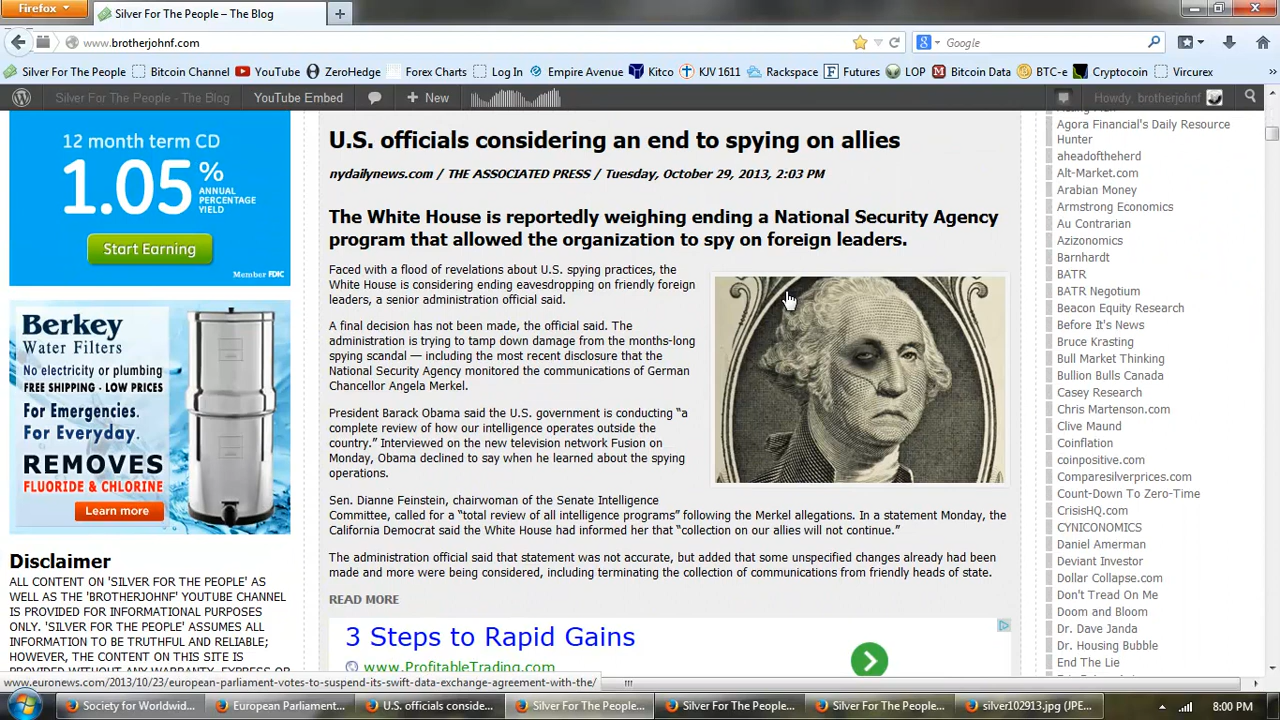 Firefox
Silver For The People – The Blog
www.brotherjohnf.com
Google
Silver For The People
Bitcoin Channel
YouTube
ZeroHedge
Forex Charts
Log In
Empire Avenue
Kitco
KJV 1611
Rackspace
Futures
LOP
Bitcoin Data
BTC-e
Cryptocoin
Vircurex
»
Silver For The People - The Blog
YouTube Embed
+ New
Howdy, brotherjohnf
12 month term CD
1.05%
ANNUAL
PERCENTAGE
YIELD
Start Earning
Member FDIC
Berkey
Water Filters
No electricity or plumbing
FREE SHIPPING - LOW PRICES
For Emergencies.
For Everyday.
REMOVES
FLUORIDE & CHLORINE
Learn more
Disclaimer
ALL CONTENT ON 'SILVER FOR THE PEOPLE' AS
WELL AS THE 'BROTHERJOHNF' YOUTUBE CHANNEL
IS PROVIDED FOR INFORMATIONAL PURPOSES
ONLY. 'SILVER FOR THE PEOPLE' ASSUMES ALL
INFORMATION TO BE TRUTHFUL AND RELIABLE;
HOWEVER, THE CONTENT ON THIS SITE IS
U.S. officials considering an end to spying on allies
nydailynews.com / THE ASSOCIATED PRESS / Tuesday, October 29, 2013, 2:03 PM
The White House is reportedly weighing ending a National Security Agency
program that allowed the organization to spy on foreign leaders.
Faced with a flood of revelations about U.S. spying practices, the
White House is considering ending eavesdropping on friendly foreign
leaders, a senior administration official said.
A final decision has not been made, the official said. The
administration is trying to tamp down damage from the months-long
spying scandal — including the most recent disclosure that the
National Security Agency monitored the communications of German
Chancellor Angela Merkel.
President Barack Obama said the U.S. government is conducting “a
complete review of how our intelligence operates outside the
country.” Interviewed on the new television network Fusion on
Monday, Obama declined to say when he learned about the spying
operations.
Sen. Dianne Feinstein, chairwoman of the Senate Intelligence
Committee, called for a “total review of all intelligence programs” following the Merkel allegations. In a statement Monday, the
California Democrat said the White House had informed her that “collection on our allies will not continue.”
The administration official said that statement was not accurate, but added that some unspecified changes already had been
made and more were being considered, including terminating the collection of communications from friendly heads of state.
READ MORE
3 Steps to Rapid Gains
www.ProfitableTrading.com
Agora Financial's Daily Resource
Hunter
aheadoftheherd
Alt-Market.com
Arabian Money
Armstrong Economics
Au Contrarian
Azizonomics
Barnhardt
BATR
BATR Negotium
Beacon Equity Research
Before It's News
Bruce Krasting
Bull Market Thinking
Bullion Bulls Canada
Casey Research
Chris Martenson.com
Clive Maund
Coinflation
coinpositive.com
Comparesilverprices.com
Count-Down To Zero-Time
CrisisHQ.com
CYNICONOMICS
Daniel Amerman
Deviant Investor
Dollar Collapse.com
Don't Tread On Me
Doom and Bloom
Dr. Dave Janda
Dr. Housing Bubble
End The Lie
www.euronews.com/2013/10/23/european-parliament-votes-to-suspend-its-swift-data-exchange-agreement-with-the/
Society for Worldwid...
European Parliament...
U.S. officials conside...
Silver For The People...
Silver For The People...
Silver For The People...
silver102913.jpg (JPE...
8:00 PM